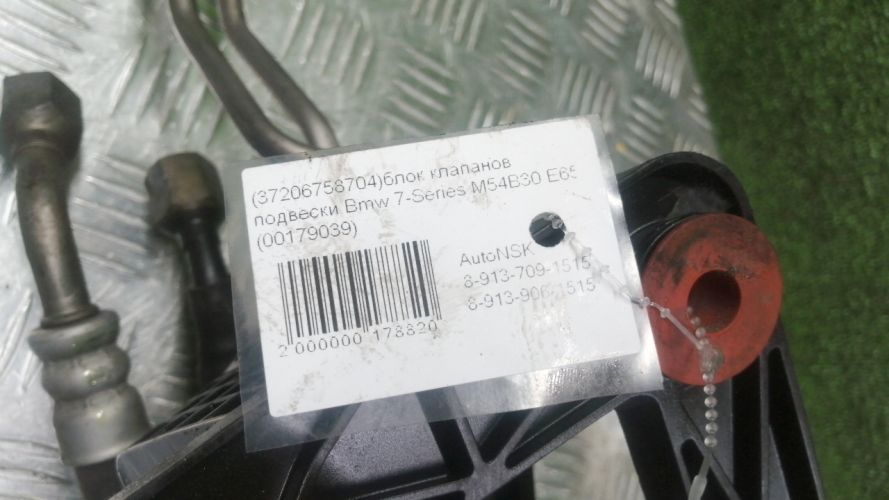 (37206758704)блок клапанов
подвески Bmw 7-Series M54B30 E65
(00179039)
AutoNSK
8-913-709-1515
8-913-906-1515
2 000000 178820